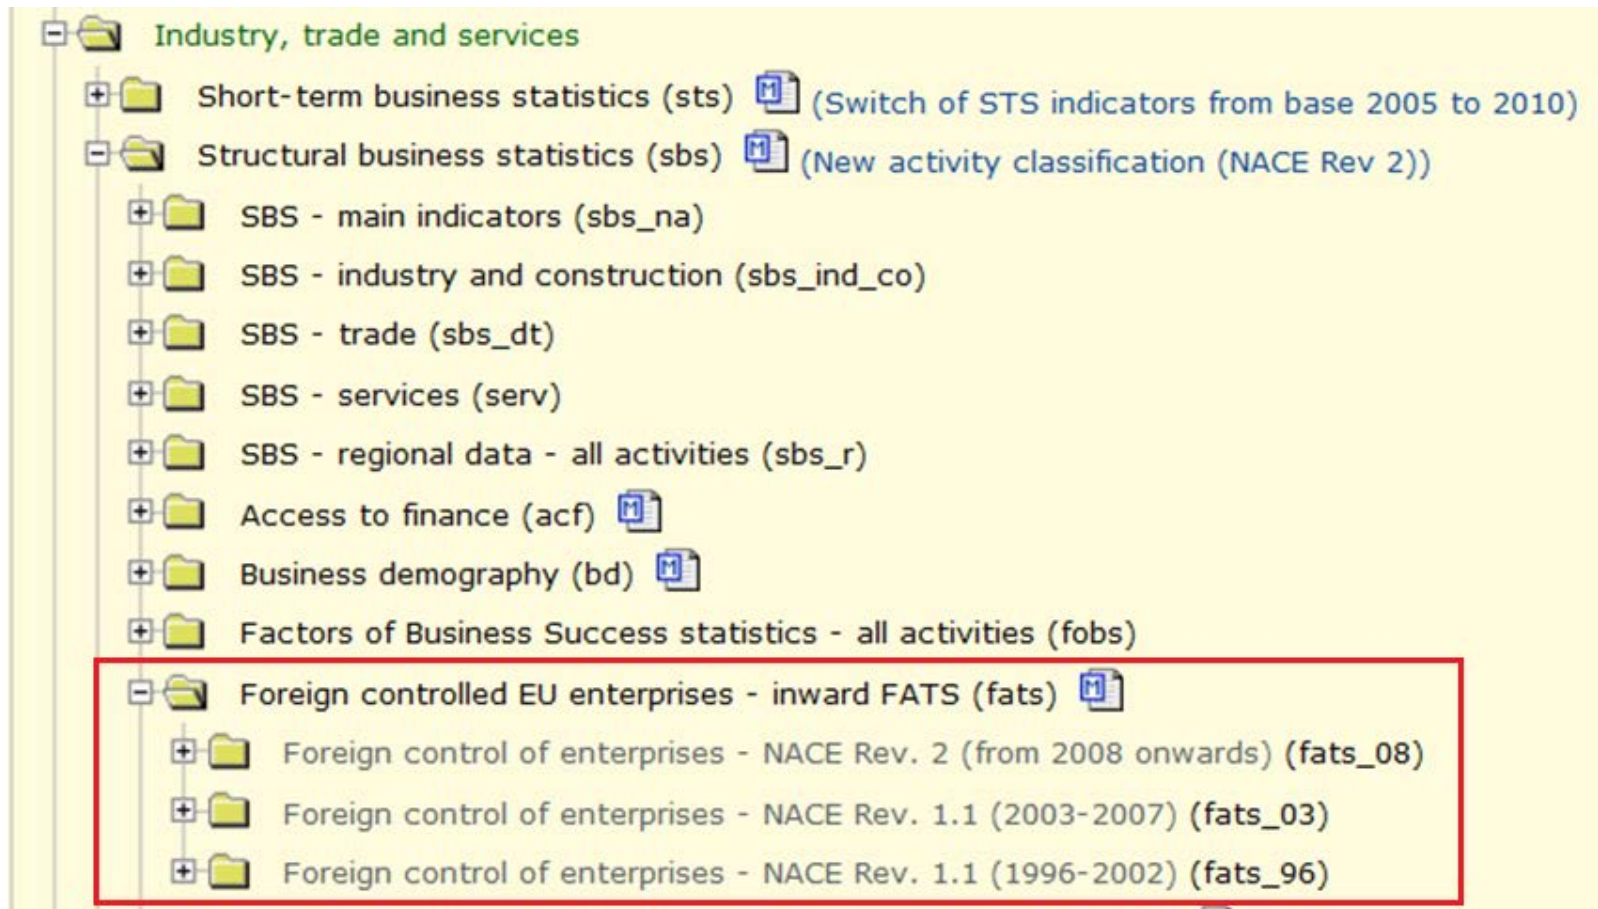 Industry, trade and services
Short-term business statistics (sts) M (Switch of STS indicators from base 2005 to 2010)
Structural business statistics (sbs) M (New activity classification (NACE Rev 2))
SBS - main indicators (sbs_na)
SBS - industry and construction (sbs_ind_co)
SBS - trade (sbs_dt)
SBS - services (serv)
SBS - regional data - all activities (sbs_r)
Access to finance (acf) M
Business demography (bd) M
Factors of Business Success statistics - all activities (fobs)
Foreign controlled EU enterprises - inward FATS (fats) M
Foreign control of enterprises - NACE Rev. 2 (from 2008 onwards) (fats_08)
Foreign control of enterprises - NACE Rev. 1.1 (2003-2007) (fats_03)
Foreign control of enterprises - NACE Rev. 1.1 (1996-2002) (fats_96)